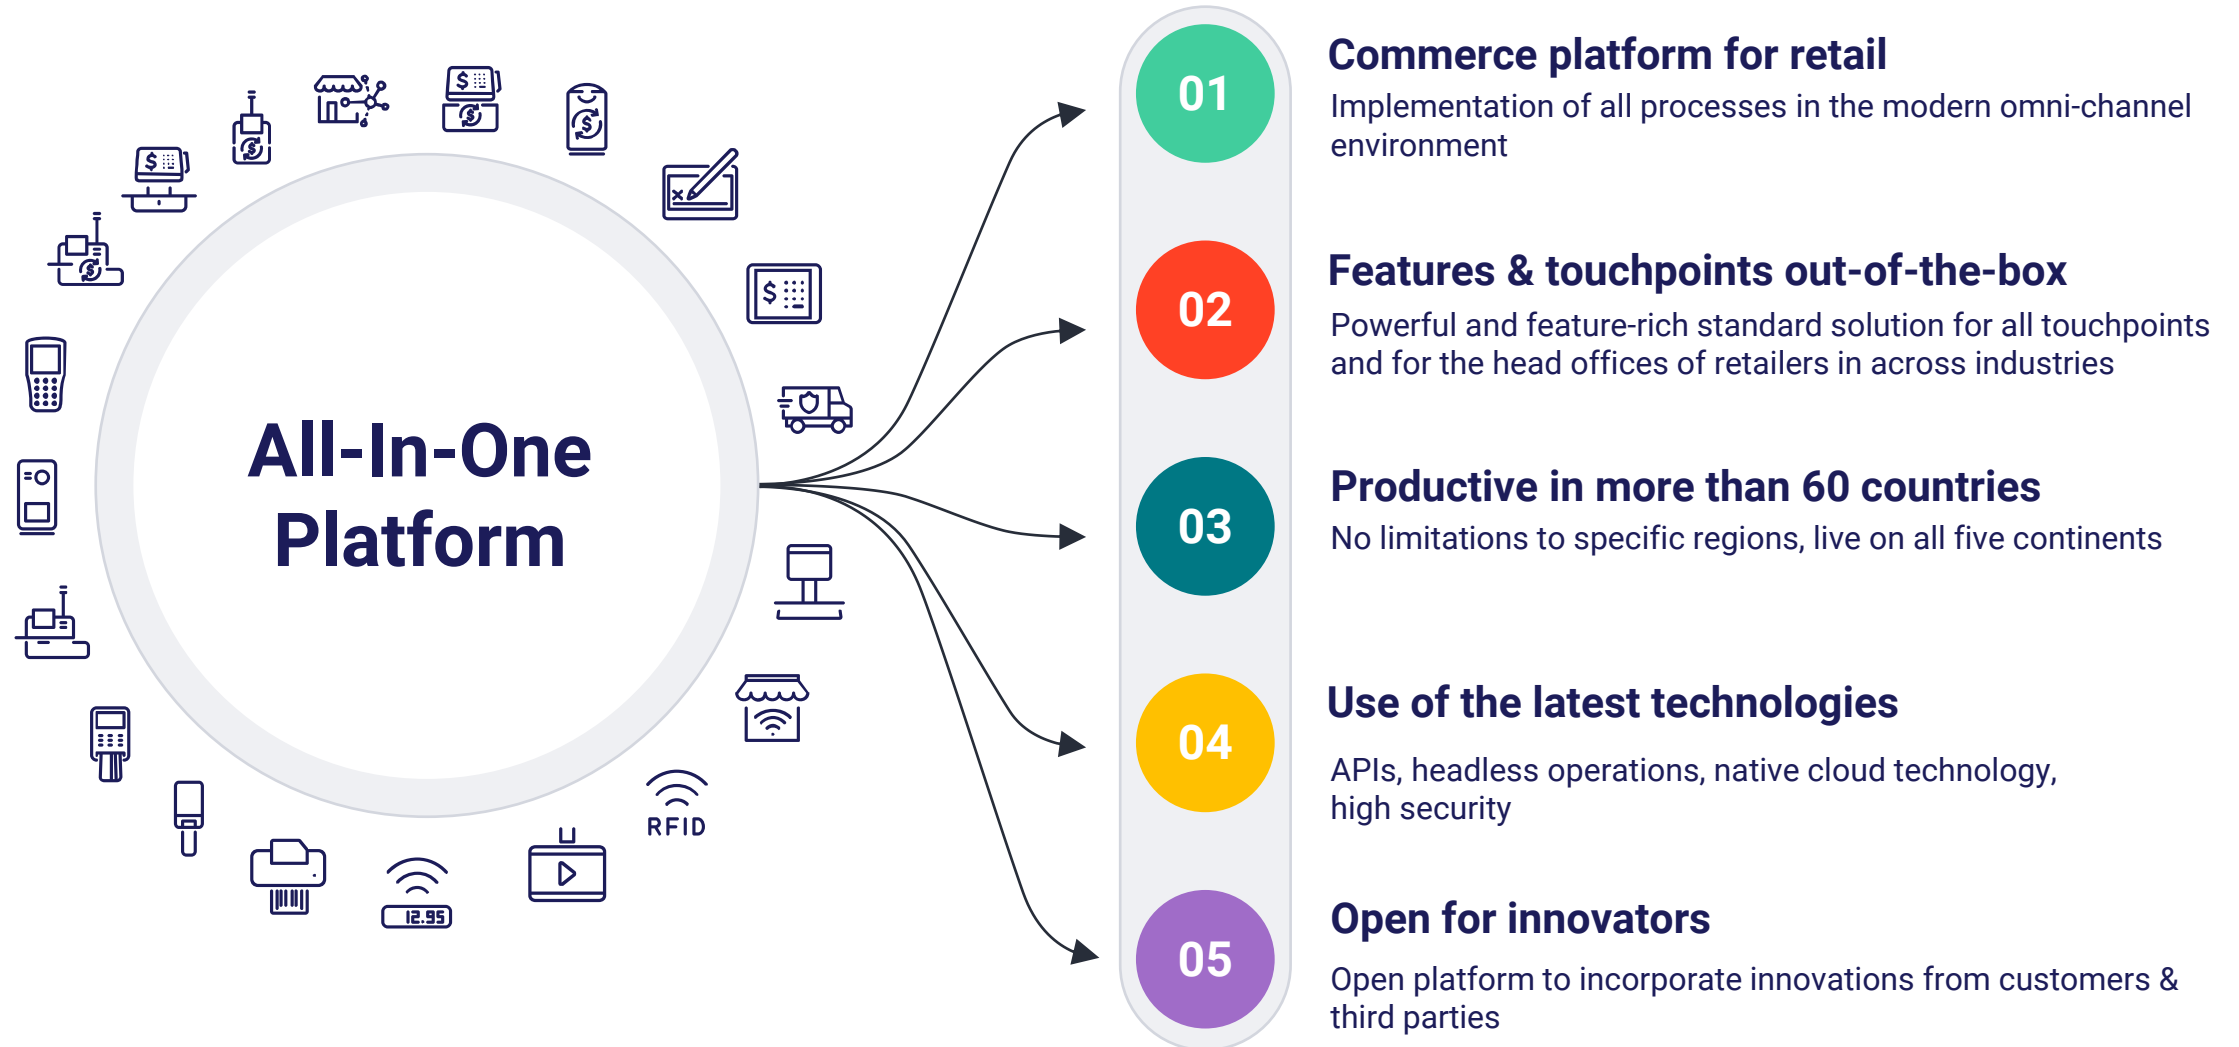 All-In-One
Platform
RFID
12.95
01
Commerce platform for retail
Implementation of all processes in the modern omni-channel
environment
02
Features & touchpoints out-of-the-box
Powerful and feature-rich standard solution for all touchpoints
and for the head offices of retailers in across industries
03
Productive in more than 60 countries
No limitations to specific regions, live on all five continents
04
Use of the latest technologies
APIs, headless operations, native cloud technology,
high security
05
Open for innovators
Open platform to incorporate innovations from customers &
third parties